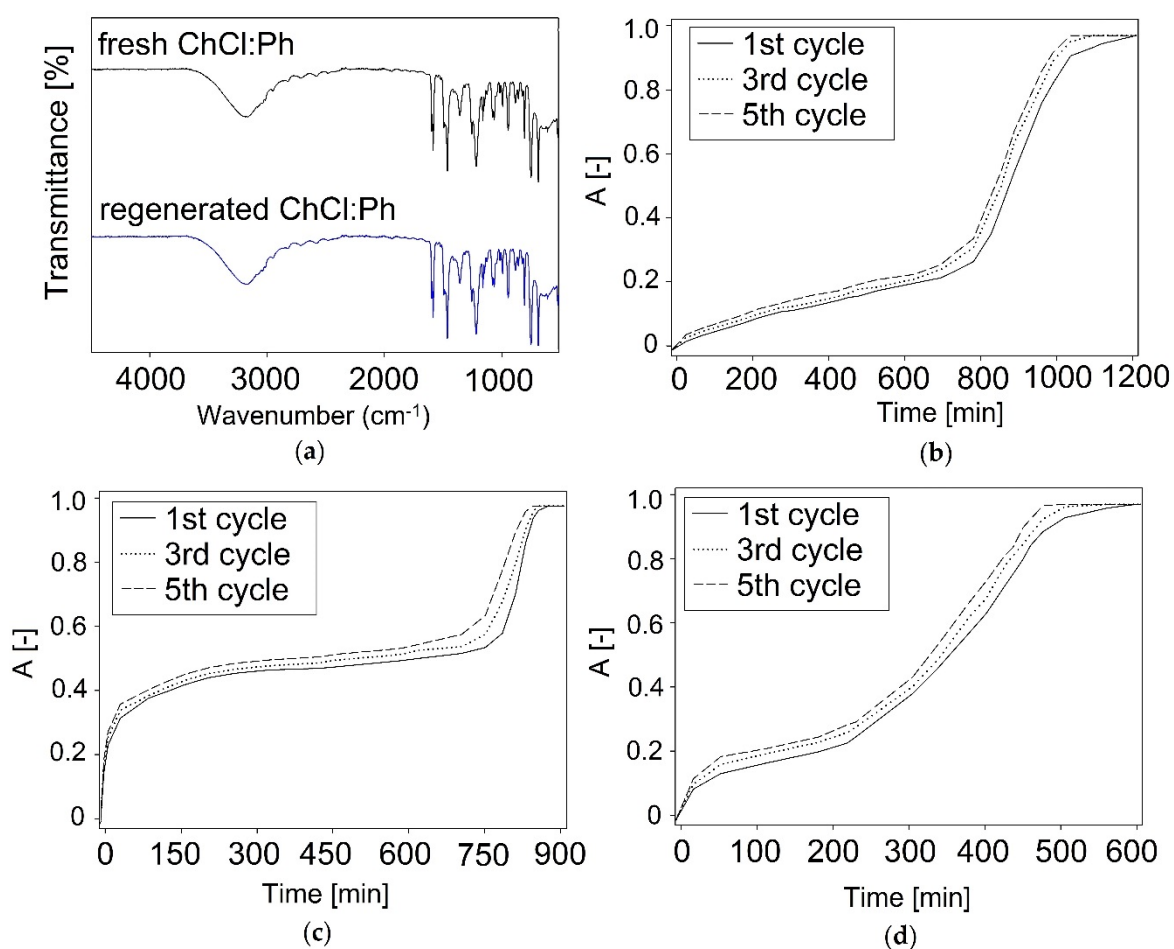 Transmittance [%]
fresh ChCl:Ph
regenerated ChCl:Ph
4000 3000 2000 1000
Wavenumber (cm-1)
(a)
A [-]
1.0
0.8
0.6
0.4
0.2
0
1st cycle
3rd cycle
5th cycle
0 200 400 600 800 1000 1200
Time [min]
(b)
A [-]
1.0
0.8
0.6
0.4
0.2
0
1st cycle
3rd cycle
5th cycle
0 150 300 450 600 750 900
Time [min]
(c)
A [-]
1.0
0.8
0.6
0.4
0.2
0
1st cycle
3rd cycle
5th cycle
0 100 200 300 400 500 600
Time [min]
(d)